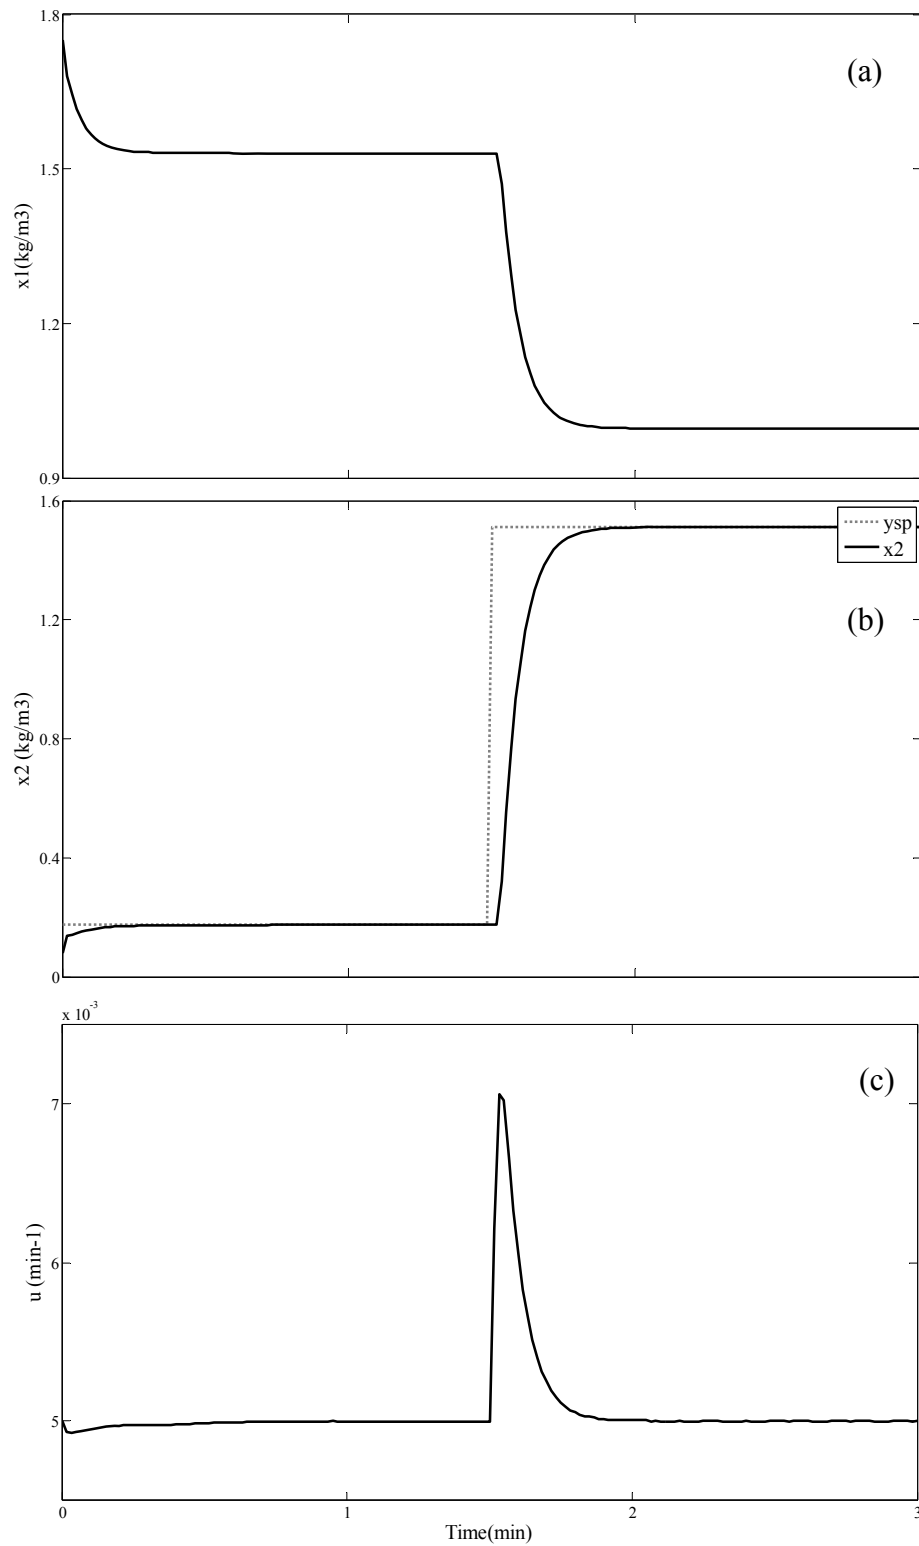 1.8
(a)
1.5
x1(kg/m3)
1.2
0.9
1.6
ysp
x2
1.2
(b)
x2 (kg/m3)
0.8
0.4
0
x 10-3
(c)
7
6
u (min-1)
5
0 1 2 3
Time(min)